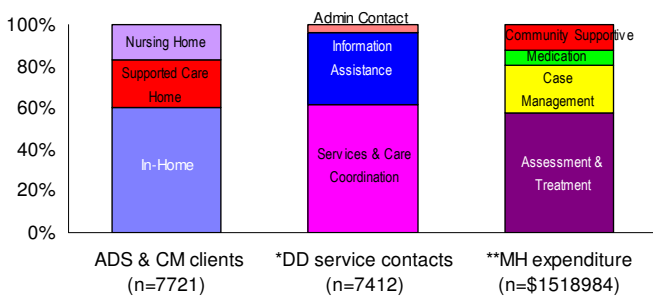 100%
80%
60%
40%
20%
0%
Nursing Home
Supported Care
Home
In-Home
Admin Contact
Information
Assistance
Services & Care
Coordination
Community Supportive
Medication
Case
Management
Assessment &
Treatment
ADS & CM clients
(n=7721)
*DD service contacts
(n=7412)
**MH expenditure
(n=$1518984)